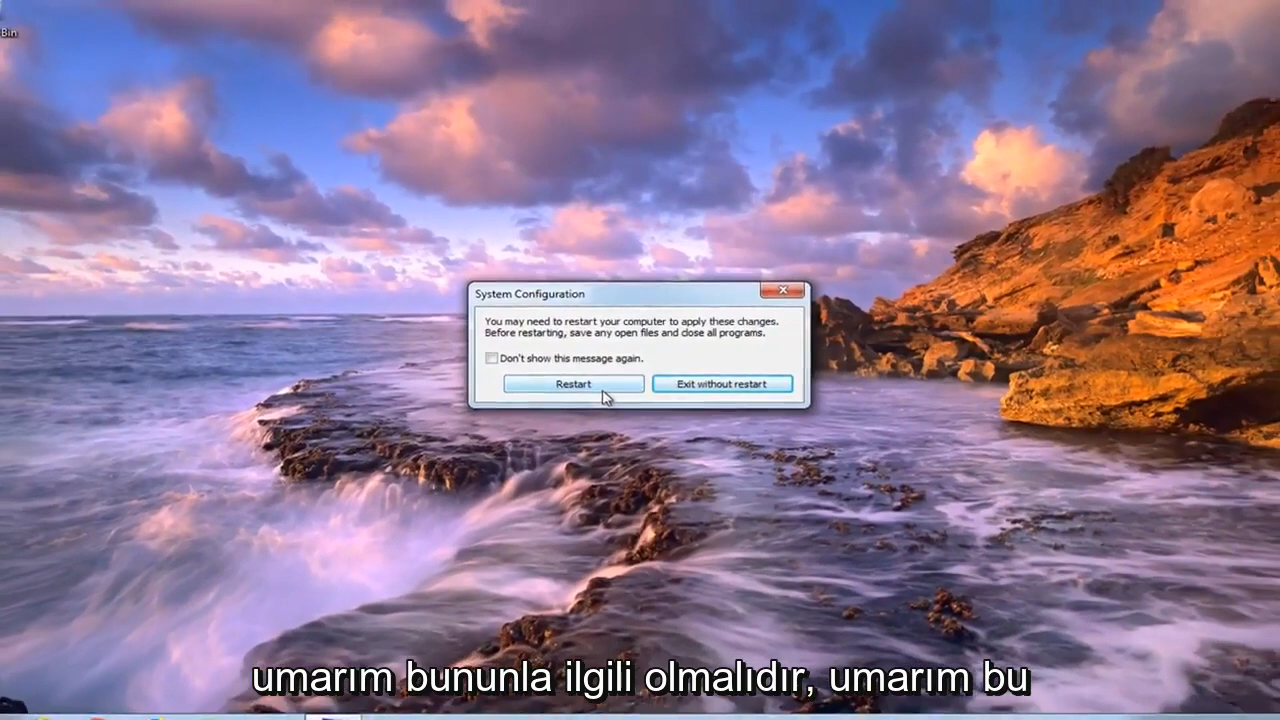 Bin
System Configuration
You may need to restart your computer to apply these changes.
Before restarting, save any open files and close all programs.
Don't show this message again.
Restart
Exit without restart
umarım bununla ilgili olmalıdır, umarım bu